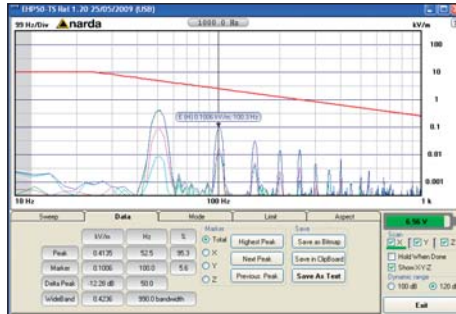 EHP50-TS Rel 1.20 25/05/2009 (USB)
99 Hz/Div narda 1000.0 Hz kV/m
100
10
1
0.1
0.01
0.001
E (H) 0.1006 kV/m; 100.3 Hz
10 Hz 100 Hz 1 k
Sweep Data Mode Limit Aspect
kV/m Hz %
Peak 0.4135 52.5 95.3
Marker 0.1006 100.0 5.6
Delta Peak -12.28 dB 50.0
WideBand 0.4236 990.0 bandwidth
Marker
Total
X
Y
Z
Highest Peak
Next Peak
Previous Peak
Save
Save as Bitmap
Save in ClipBoard
Save As Text
6.96 V
Scan
X Y Z
Hold When Done
Show X-Y-Z
Dynamic range
100 dB 120 d
Exit